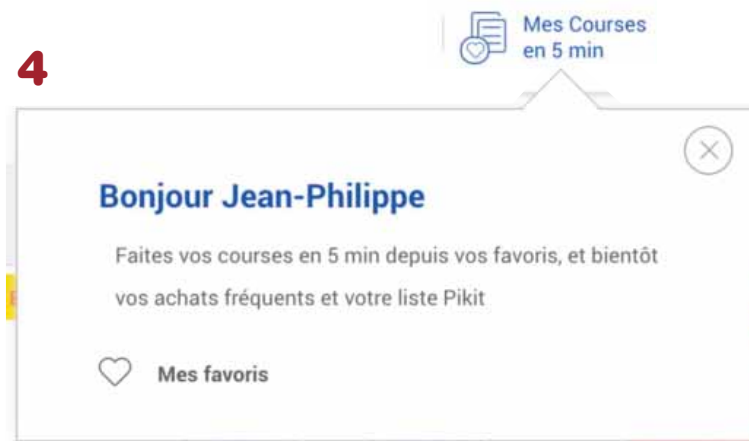 Mes Courses
en 5 min
4
Bonjour Jean-Philippe
Faites vos courses en 5 min depuis vos favoris, et bientôt
vos achats fréquents et votre liste Pikit
Mes favoris